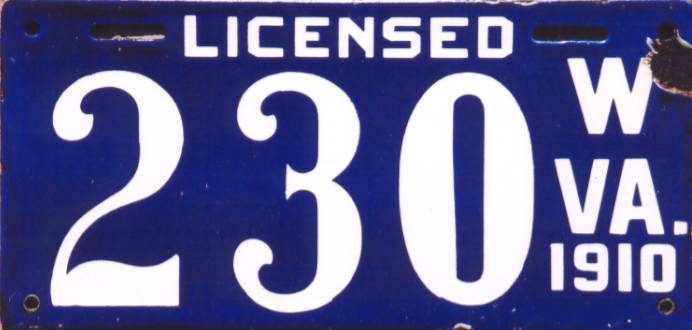 LICENSED
230
W
VA.
1910